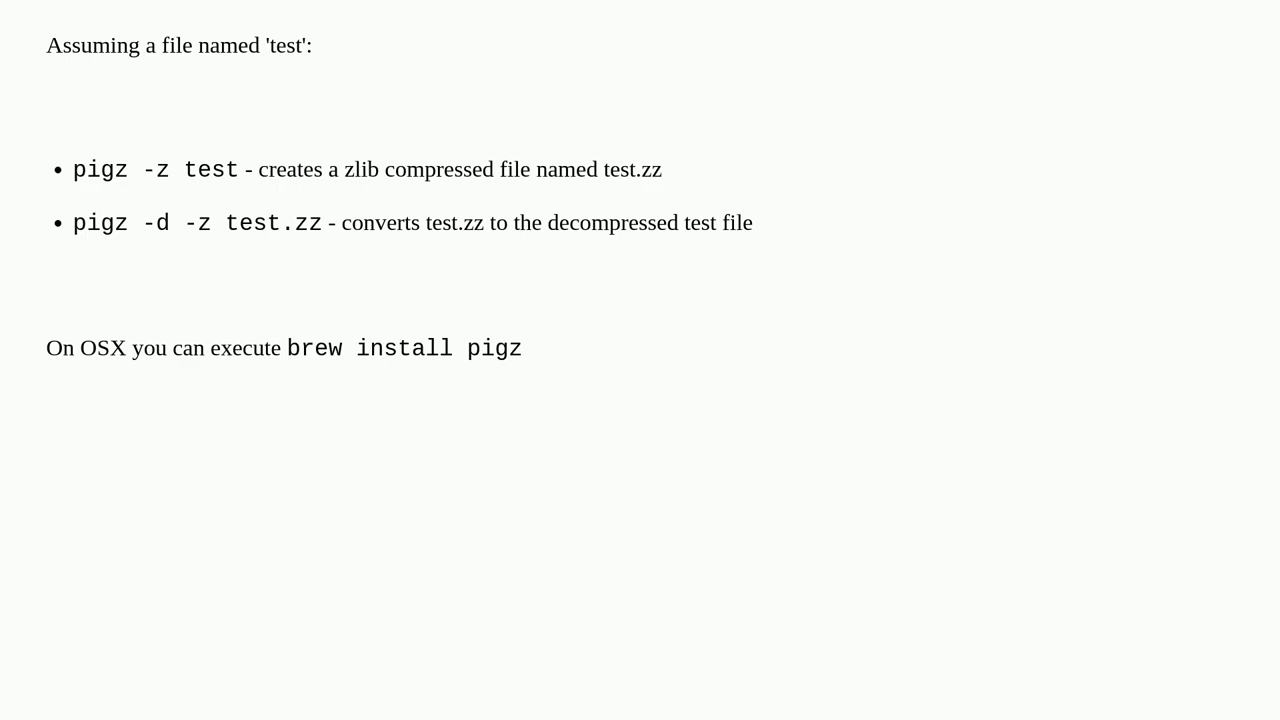 Assuming a file named 'test':
• pigz -z test - creates a zlib compressed file named test.zz
• pigz -d -z test.zz - converts test.zz to the decompressed test file
On OSX you can execute brew install pigz